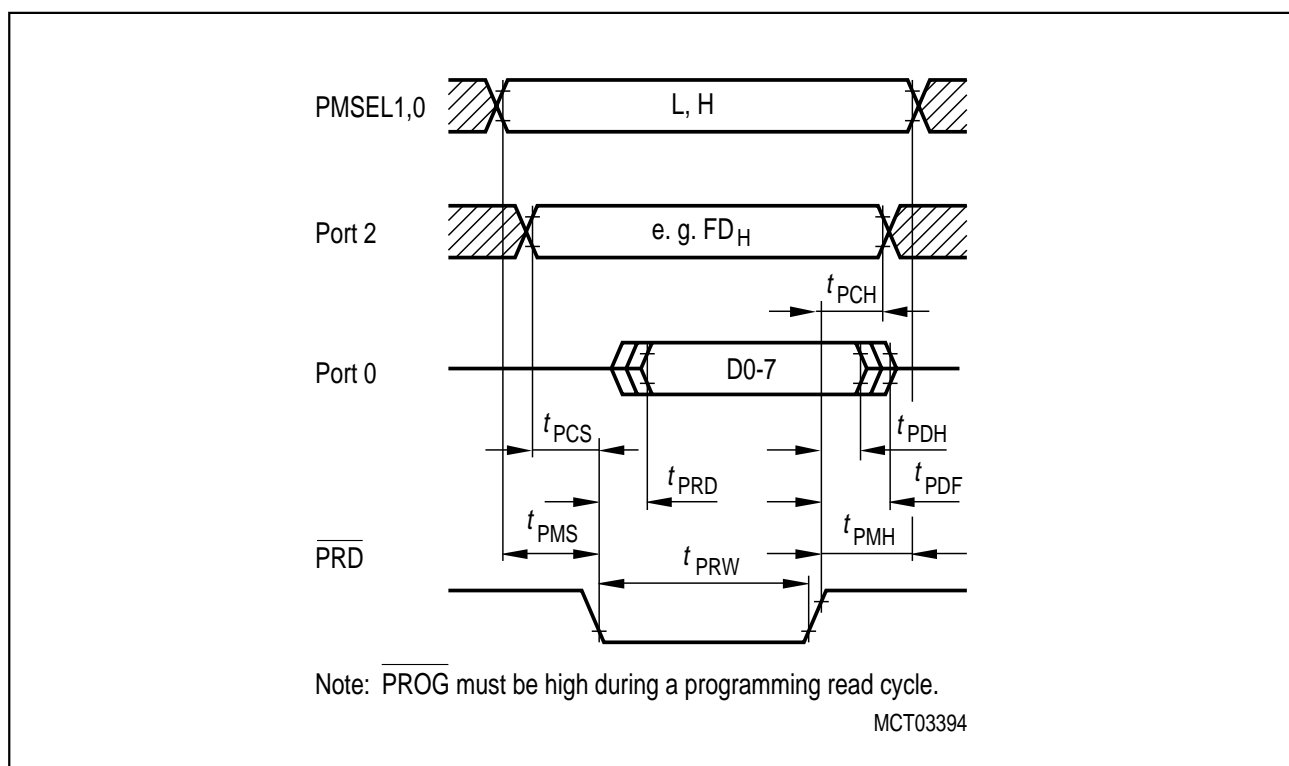 PMSEL1,0
L, H
Port 2
e. g. FDH
tPCH
Port 0
D0-7
tPCS
tPDH
tPRD
tPDF
tPMS
tPMH
PRD
tPRW
Note: PROG must be high during a programming read cycle.
MCT03394